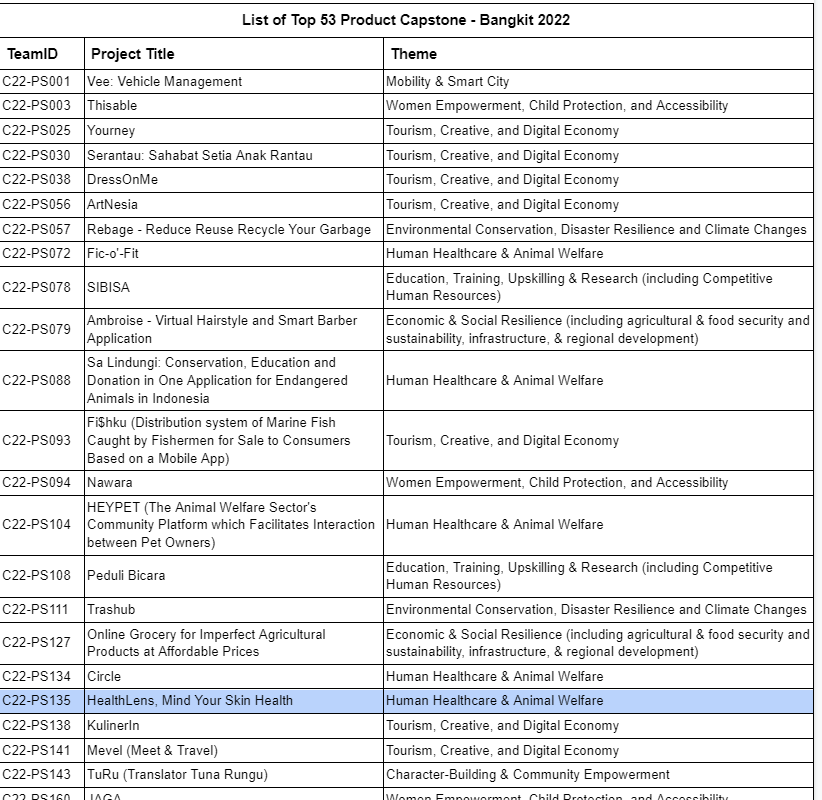 List of Top 53 Product Capstone - Bangkit 2022
TeamID Project Title Theme
C22-PS001 Vee: Vehicle Management Mobility & Smart City
C22-PS003 Thisable Women Empowerment, Child Protection, and Accessibility
C22-PS025 Yourney Tourism, Creative, and Digital Economy
C22-PS030 Serantau: Sahabat Setia Anak Rantau Tourism, Creative, and Digital Economy
C22-PS038 DressOnMe Tourism, Creative, and Digital Economy
C22-PS056 ArtNesia Tourism, Creative, and Digital Economy
C22-PS057 Rebage - Reduce Reuse Recycle Your Garbage Environmental Conservation, Disaster Resilience and Climate Changes
C22-PS072 Fic-o'-Fit Human Healthcare & Animal Welfare
C22-PS078 SIBISA Education, Training, Upskilling & Research (including Competitive
Human Resources)
C22-PS079 Ambroise - Virtual Hairstyle and Smart Barber
Application Economic & Social Resilience (including agricultural & food security and
sustainability, infrastructure, & regional development)
C22-PS088 Sa Lindungi: Conservation, Education and
Donation in One Application for Endangered
Animals in Indonesia Human Healthcare & Animal Welfare
C22-PS093 Fi$hku (Distribution system of Marine Fish
Caught by Fishermen for Sale to Consumers
Based on a Mobile App) Tourism, Creative, and Digital Economy
C22-PS094 Nawara Women Empowerment, Child Protection, and Accessibility
C22-PS104 HEYPET (The Animal Welfare Sector's
Community Platform which Facilitates Interaction
between Pet Owners) Human Healthcare & Animal Welfare
C22-PS108 Peduli Bicara Education, Training, Upskilling & Research (including Competitive
Human Resources)
C22-PS111 Trashub Environmental Conservation, Disaster Resilience and Climate Changes
C22-PS127 Online Grocery for Imperfect Agricultural
Products at Affordable Prices Economic & Social Resilience (including agricultural & food security and
sustainability, infrastructure, & regional development)
C22-PS134 Circle Human Healthcare & Animal Welfare
C22-PS135 HealthLens, Mind Your Skin Health Human Healthcare & Animal Welfare
C22-PS138 KulinerIn Tourism, Creative, and Digital Economy
C22-PS141 Mevel (Meet & Travel) Tourism, Creative, and Digital Economy
C22-PS143 TuRu (Translator Tuna Rungu) Character-Building & Community Empowerment
C22-PS160 JAGA Women Empowerment, Child Protection, and Accessibility